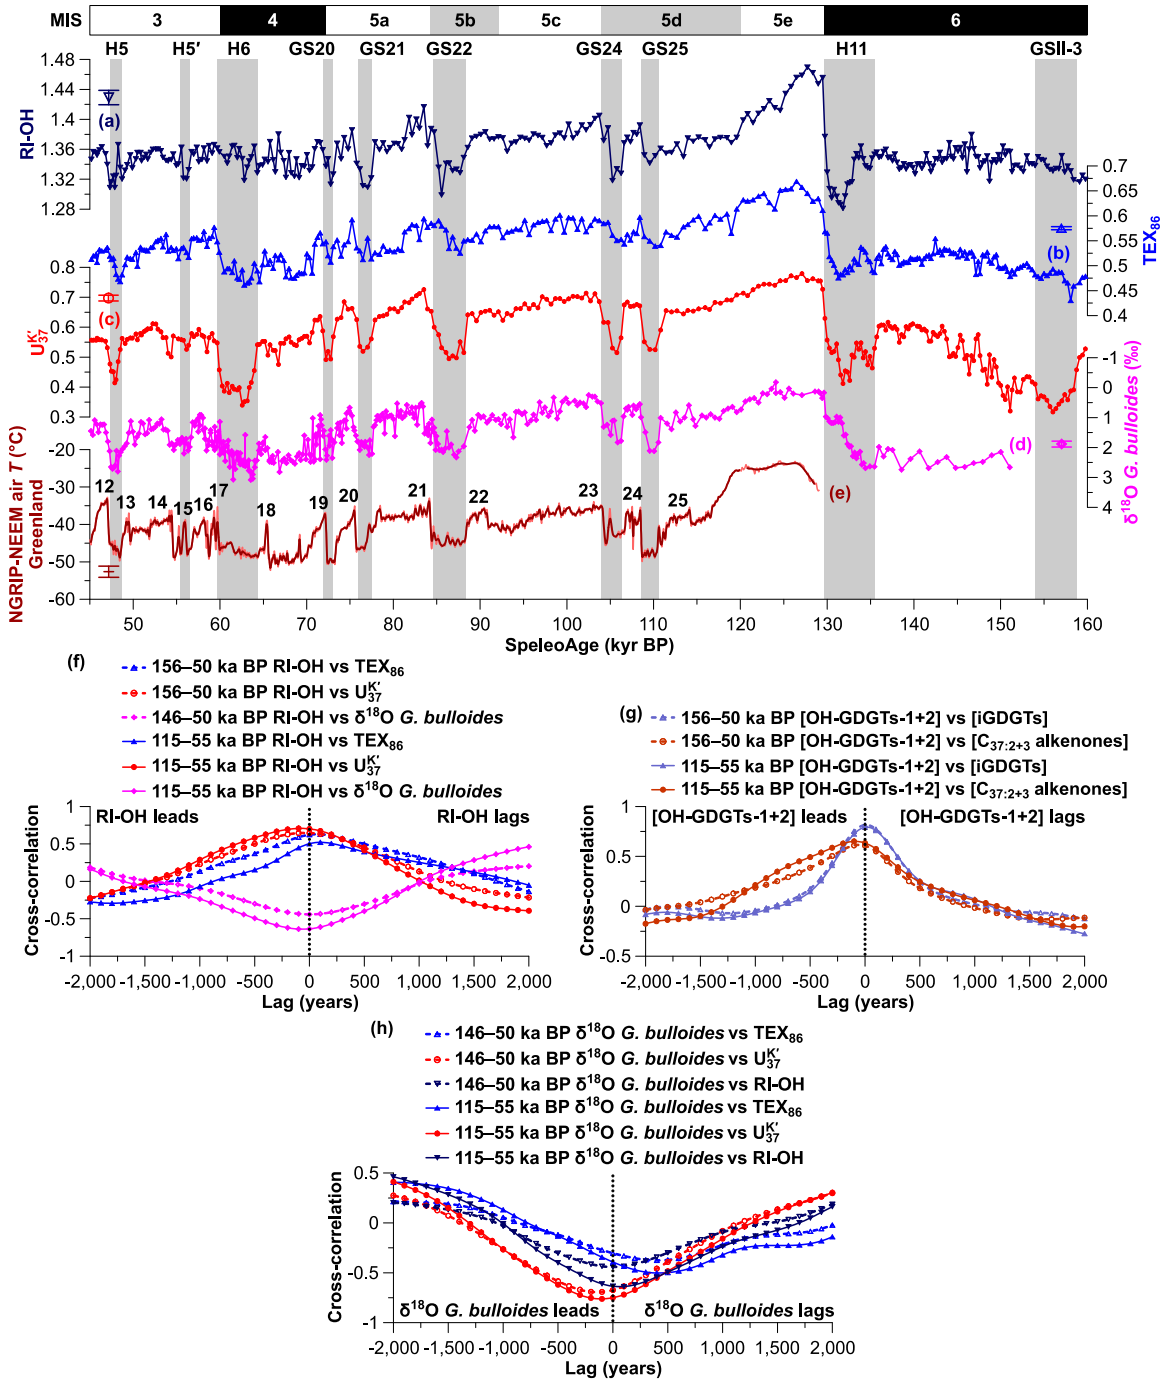 MIS 3 4 5a 5b 5c 5d 5e 6
H5 H5′ H6 GS20 GS21 GS22 GS24 GS25 H11 GSII-3
RI-OH
1.48
1.44
1.4
1.36
1.32
1.28
(a)
TEX₈₆
0.7
0.65
0.6
0.55
0.5
0.45
0.4
(b)
U₃₇ᴷ′
0.8
0.7
0.6
0.5
0.4
0.3
(c)
δ¹⁸O G. bulloides (‰)
-1
0
1
2
3
4
(d)
NGRIP-NEEM air T (°C)
Greenland
-20
-30
-40
-50
-60
12 13 14 15 16 17 18 19 20 21 22 23 24 25
(e)
50 60 70 80 90 100 110 120 130 140 150 160
SpeleoAge (kyr BP)
(f)
156–50 ka BP RI-OH vs TEX₈₆
156–50 ka BP RI-OH vs U₃₇ᴷ′
146–50 ka BP RI-OH vs δ¹⁸O G. bulloides
115–55 ka BP RI-OH vs TEX₈₆
115–55 ka BP RI-OH vs U₃₇ᴷ′
115–55 ka BP RI-OH vs δ¹⁸O G. bulloides
RI-OH leads RI-OH lags
Cross-correlation
1
0.5
0
-0.5
-1
-2,000 -1,500 -1,000 -500 0 500 1,000 1,500 2,000
Lag (years)
(g)
156–50 ka BP [OH-GDGTs-1+2] vs [iGDGTs]
156–50 ka BP [OH-GDGTs-1+2] vs [C₃₇:₂₊₃ alkenones]
115–55 ka BP [OH-GDGTs-1+2] vs [iGDGTs]
115–55 ka BP [OH-GDGTs-1+2] vs [C₃₇:₂₊₃ alkenones]
[OH-GDGTs-1+2] leads [OH-GDGTs-1+2] lags
Cross-correlation
1
0.5
0
-0.5
-2,000 -1,500 -1,000 -500 0 500 1,000 1,500 2,000
Lag (years)
(h)
146–50 ka BP δ¹⁸O G. bulloides vs TEX₈₆
146–50 ka BP δ¹⁸O G. bulloides vs U₃₇ᴷ′
146–50 ka BP δ¹⁸O G. bulloides vs RI-OH
115–55 ka BP δ¹⁸O G. bulloides vs TEX₈₆
115–55 ka BP δ¹⁸O G. bulloides vs U₃₇ᴷ′
115–55 ka BP δ¹⁸O G. bulloides vs RI-OH
Cross-correlation
0.5
0
-0.5
-1
δ¹⁸O G. bulloides leads δ¹⁸O G. bulloides lags
-2,000 -1,500 -1,000 -500 0 500 1,000 1,500 2,000
Lag (years)